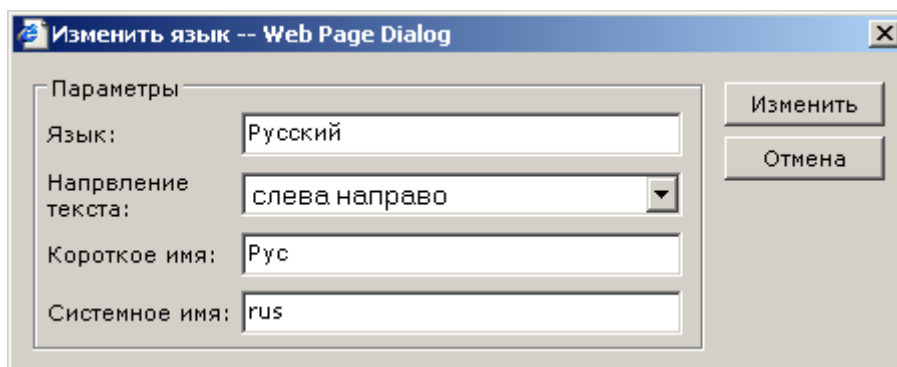 Изменить язык -- Web Page Dialog
Параметры
Язык: Русский
Изменить
Отмена
Напрвление
текста:
слева направо
Короткое имя: Рус
Системное имя: rus